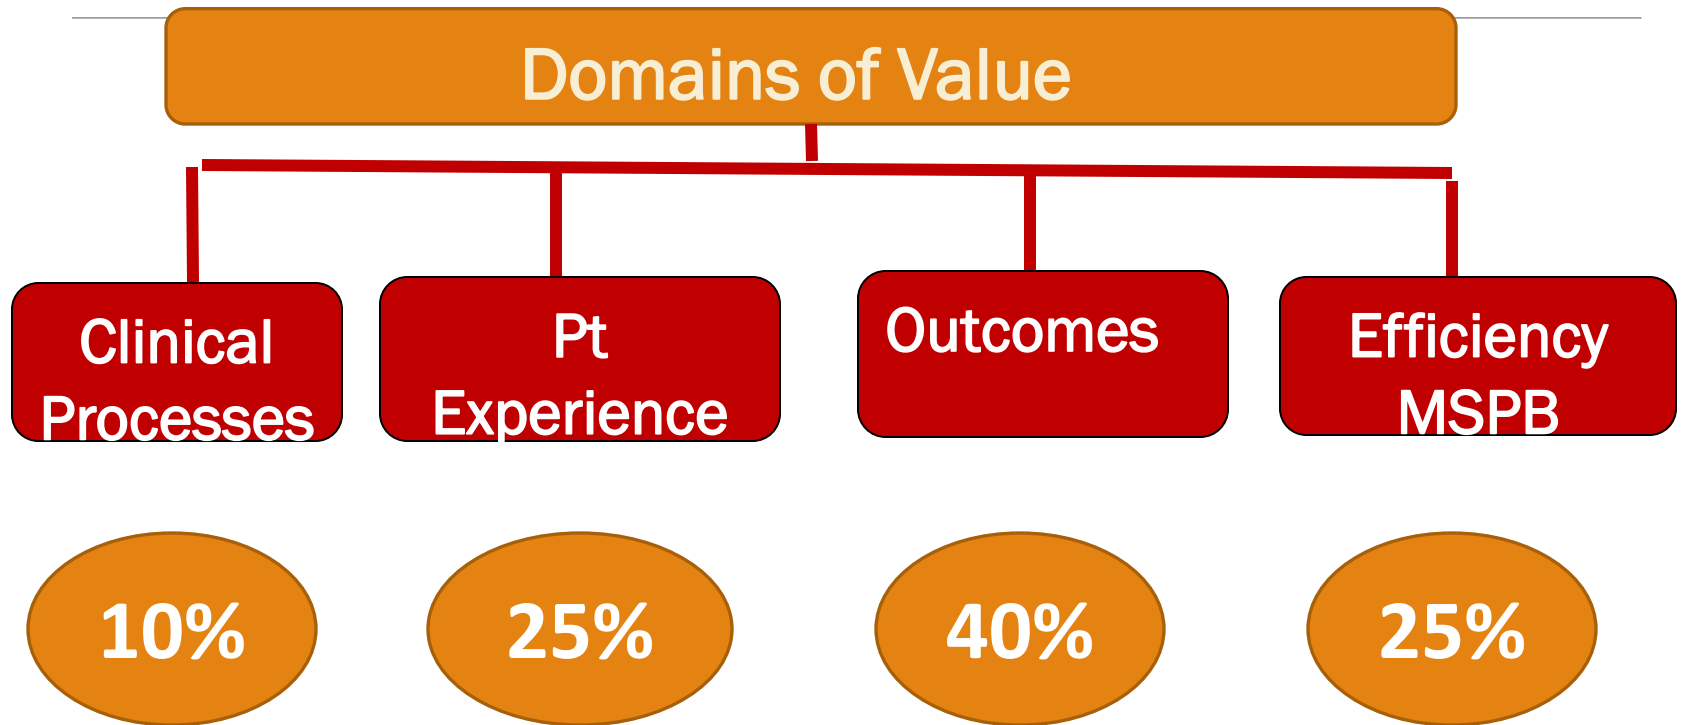 Domains of Value
Clinical
Processes
Pt
Experience
Outcomes
Efficiency
MSPB
10%
25%
40%
25%